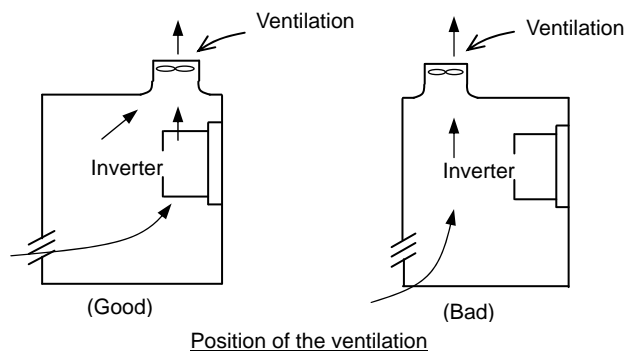 Ventilation
Inverter
(Good)
Ventilation
Inverter
(Bad)
Position of the ventilation